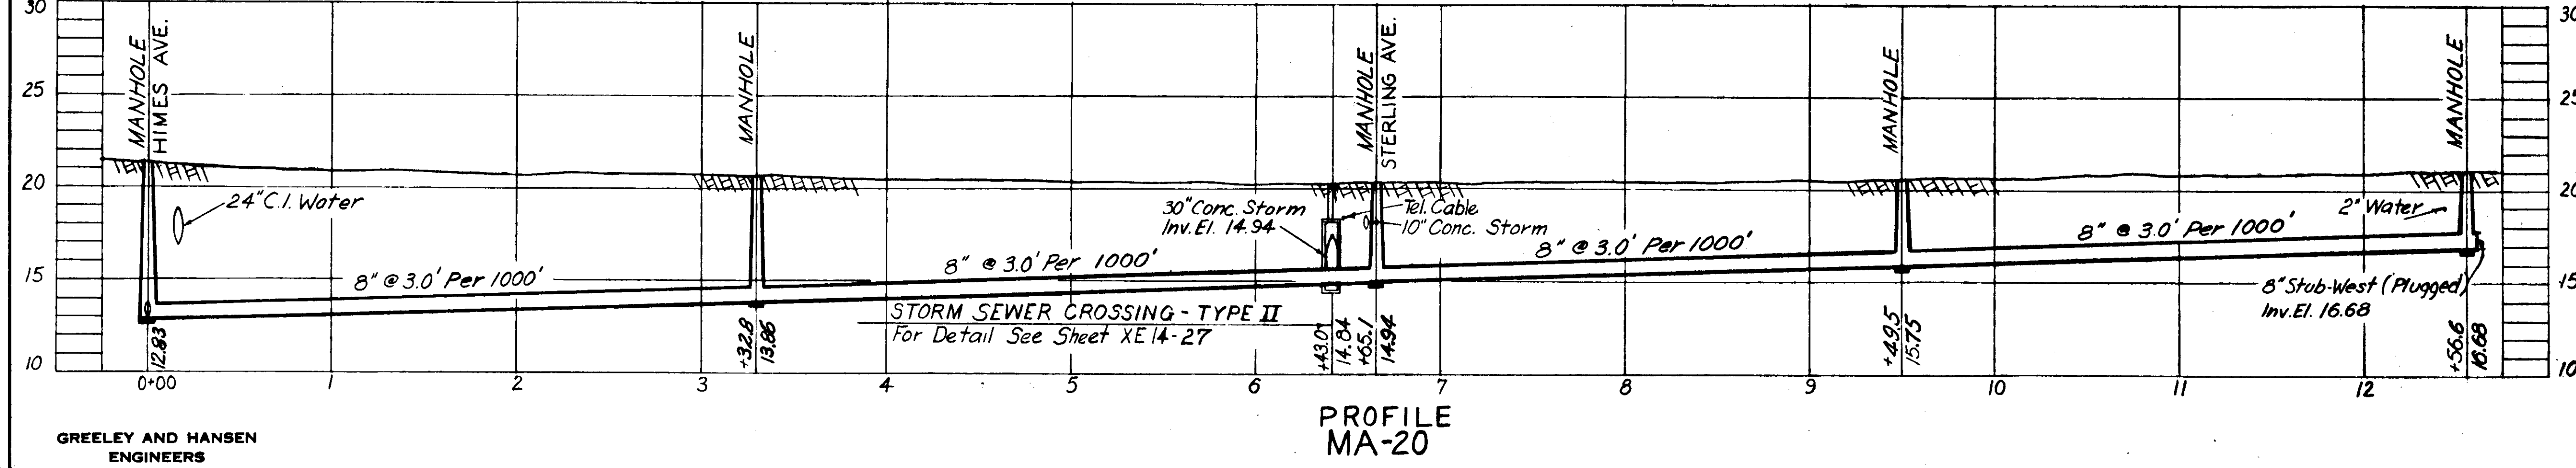 30
25
20
15
10
MANHOLE
HIMES AVE.
24" C.I. Water
8" @ 3.0' Per 1000'
12.83
0+00
MANHOLE
+32.8
13.86
8" @ 3.0' Per 1000'
STORM SEWER CROSSING - TYPE II
For Detail See Sheet XE14-27
30" Conc. Storm
Inv. El. 14.94
Tel. Cable
10" Conc. Storm
MANHOLE
STERLING AVE.
+43.0
14.84
+65.1
14.94
8" @ 3.0' Per 1000'
MANHOLE
+49.5
15.75
8" @ 3.0' Per 1000'
2" Water
MANHOLE
8" Stub-West (Plugged)
Inv. El. 16.68
+56.6
16.68
30
25
20
15
10
1 2 3 4 5 6 7 8 9 10 11 12
PROFILE
MA-20
GREELEY AND HANSEN
ENGINEERS